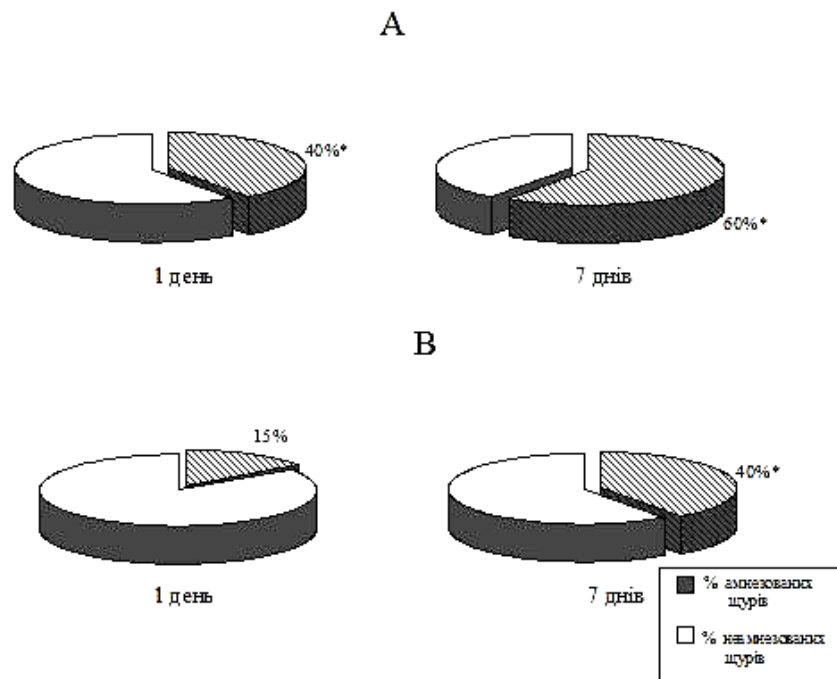 А
40%*
60%*
1 день
7 днів
В
15%
40%*
1 день
7 днів
% амнезованих
щурів
% неамнезованих
щурів